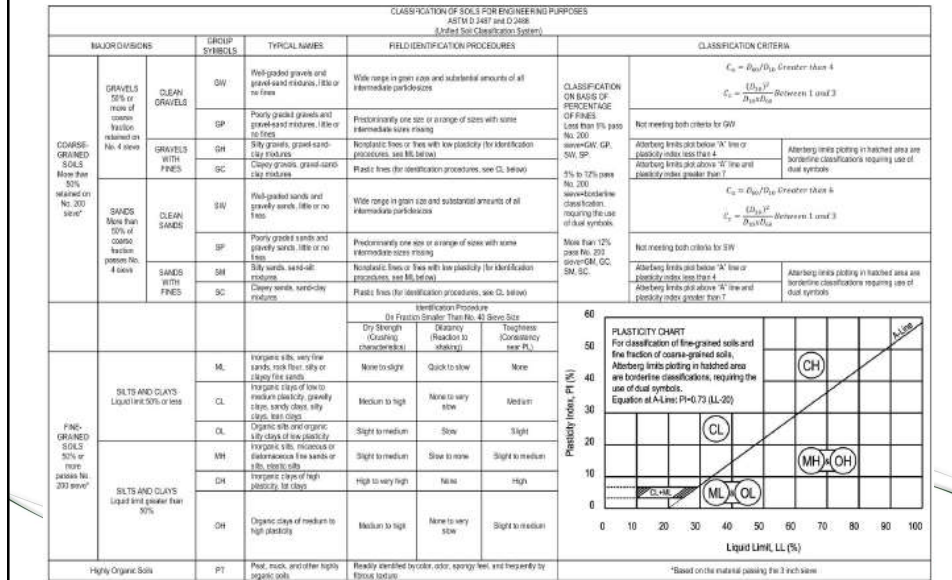 CLASSIFICATION OF SOILS FOR ENGINEERING PURPOSES
ASTM D 2487 and D 2488
(Unified Soil Classification System)
MAJOR DIVISIONS
GROUP
SYMBOLS
TYPICAL NAMES
FIELD IDENTIFICATION PROCEDURES
CLASSIFICATION CRITERIA
COARSE-
GRAINED
SOILS
More than
50%
retained on
No. 200
sieve*
GRAVELS
50% or
more of
coarse
fraction
retained on
No. 4 sieve
CLEAN
GRAVELS
GW
Well-graded gravels and
gravel-sand mixtures, little or
no fines
Wide range in grain sizes and substantial amounts of all
intermediate particle sizes
CLASSIFICATION
ON BASIS OF
PERCENTAGE
OF FINES
Less than 5% pass
No. 200
sieve=GW, GP,
SW, SP.
5% to 12% pass
No. 200
sieve=borderline
classification,
requiring the use
of dual symbols.
More than 12%
pass No. 200
sieve=GM, GC,
SM, SC.
Cᵤ = D₆₀/D₁₀ Greater than 4
Between 1 and 3
GP
Poorly graded gravels and
gravel-sand mixtures, little or
no fines
Predominantly one size or a range of sizes with some
intermediate sizes missing
Not meeting both criteria for GW
GRAVELS
WITH
FINES
Silty gravels, gravel-sand-
clay mixtures
Nonplastic fines or fines with low plasticity (for identification
procedures, see ML below)
Atterberg limits plot below "A" line or
plasticity index less than 4
Atterberg limits plotting in hatched area are
borderline classifications requiring use of
dual symbols
GC
Clayey gravels, gravel-sand-
clay mixtures
Plastic fines (for identification procedures, see CL below)
Atterberg limits plot above "A" line and
plasticity index greater than 7
SANDS
More than
50% of
coarse
fraction
passes No.
4 sieve
CLEAN
SANDS
SW
Well-graded sands and
gravelly sands, little or no
fines
Wide range in grain sizes and substantial amounts of all
intermediate particle sizes
Cᵤ = D₆₀/D₁₀ Greater than 6
Between 1 and 3
SP
Poorly graded sands and
gravelly sands, little or no
fines
Predominantly one size or a range of sizes with some
intermediate sizes missing
Not meeting both criteria for SW
SANDS
WITH
FINES
SM
Silty sands, sand-silt
mixtures
Nonplastic fines or fines with low plasticity (for identification
procedures, see ML below)
Atterberg limits plot below "A" line or
plasticity index less than 4
Atterberg limits plotting in hatched area are
borderline classifications requiring use of
dual symbols
SC
Clayey sands, sand-clay
mixtures
Plastic fines (for identification procedures, see CL below)
Atterberg limits plot above "A" line and
plasticity index greater than 7
Identification Procedure
On Fraction Smaller Than No. 40 Sieve Size
Dry Strength
(Crushing
characteristics)
Dilatancy
(Reaction to
shaking)
Toughness
(Consistency
near PL)
FINE-
GRAINED
SOILS
50% or
more
passes No.
200 sieve*
SILTS AND CLAYS
Liquid limit 50% or less
ML
Inorganic silts, very fine
sands, rock flour, silty or
clayey fine sands
None to slight
Quick to slow
None
CL
Inorganic clays of low to
medium plasticity, gravelly
clays, sandy clays, silty
clays, lean clays
Medium to high
None to very
slow
Medium
OL
Organic silts and organic
silty clays of low plasticity
Slight to medium
Slow
Slight
SILTS AND CLAYS
Liquid limit greater than
50%
MH
Inorganic silts, micaceous or
diatomaceous fine sands or
silts, elastic silts
Slight to medium
Slow to none
Slight to medium
CH
Inorganic clays of high
plasticity, fat clays
High to very high
None
High
OH
Organic clays of medium to
high plasticity
Medium to high
None to very
slow
Slight to medium
Highly Organic Soils
PT
Peat, muck, and other highly
organic soils
Readily identified by color, odor, spongy feel, and frequently by
fibrous texture
PLASTICITY CHART
For classification of fine-grained soils and
fine fraction of coarse-grained soils,
Atterberg limits plotting in hatched area
are borderline classifications, requiring the
use of dual symbols.
Equation at A-Line: PI=0.73 (LL-20)
A-Line
CH
CL
MH & OH
CL+ML
ML & OL
Plasticity Index, PI (%)
60
50
40
30
20
10
0
0 10 20 30 40 50 60 70 80 90 100
Liquid Limit, LL (%)
*Based on the material passing the 3 inch sieve